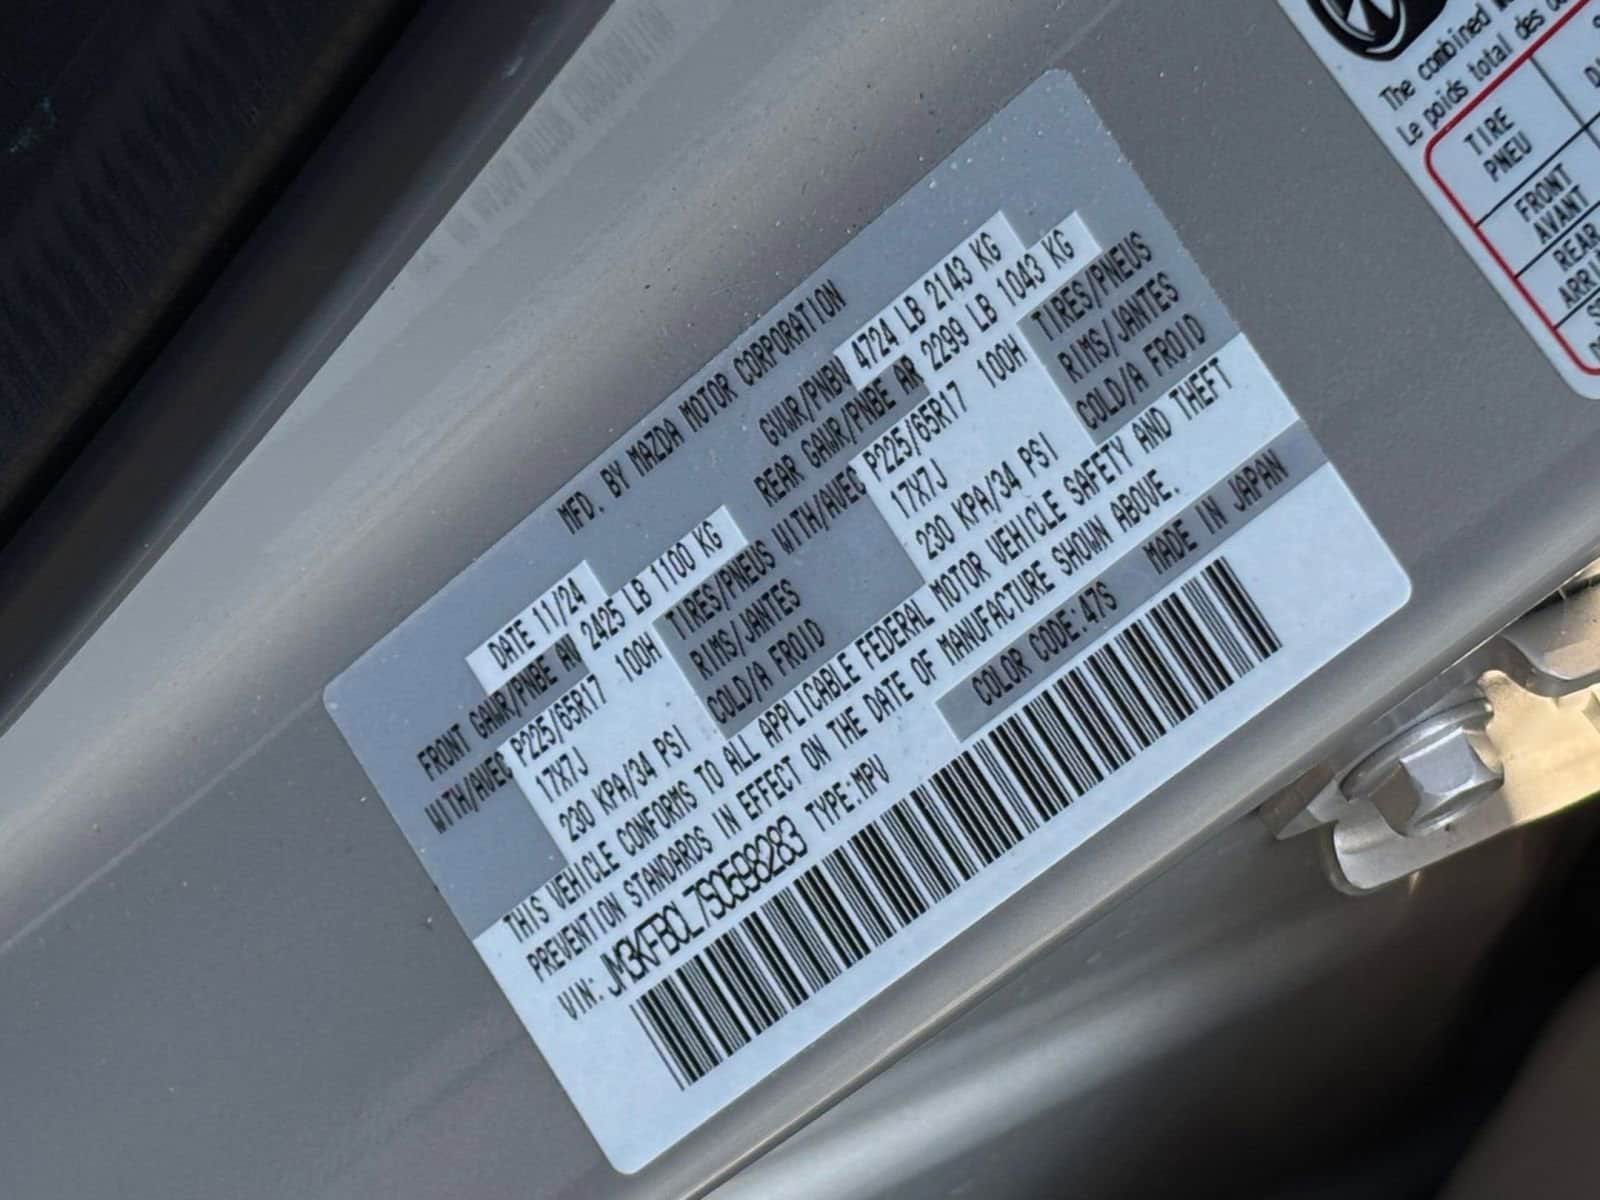 MFD. BY MAZDA MOTOR CORPORATION
DATE 11/24 GVWR/PNBV 4724 LB 2143 KG
FRONT GAWR/PNBE AV 2425 LB 1100 KG REAR GAWR/PNBE AR 2299 LB 1043 KG
WITH/AVEC P225/65R17 100H TIRES/PNEUS WITH/AVEC P225/65R17 100H TIRES/PNEUS
17X7J RIMS/JANTES 17X7J RIMS/JANTES
230 KPA/34 PSI COLD/A FROID 230 KPA/34 PSI COLD/A FROID
THIS VEHICLE CONFORMS TO ALL APPLICABLE FEDERAL MOTOR VEHICLE SAFETY AND THEFT
PREVENTION STANDARDS IN EFFECT ON THE DATE OF MANUFACTURE SHOWN ABOVE.
VIN: JM3KFBCL7S0598283 TYPE:MPV COLOR CODE:47S MADE IN JAPAN
The combined
Le poids total des
TIRE
PNEU
FRONT
AVANT
REAR